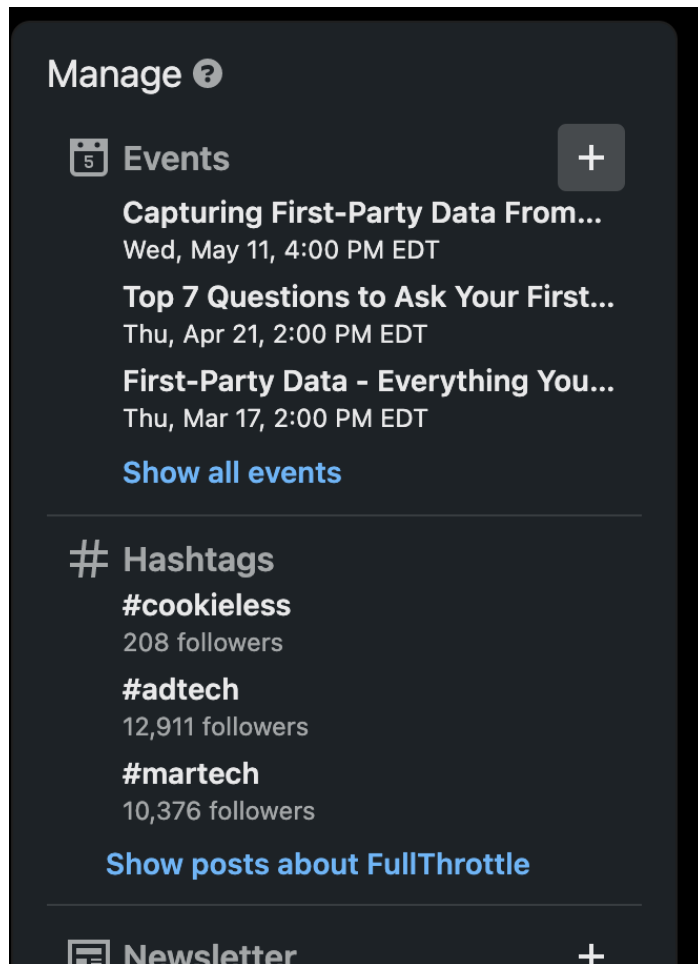 Manage ?
5 Events +
Capturing First-Party Data From...
Wed, May 11, 4:00 PM EDT
Top 7 Questions to Ask Your First...
Thu, Apr 21, 2:00 PM EDT
First-Party Data - Everything You...
Thu, Mar 17, 2:00 PM EDT
Show all events
# Hashtags
#cookieless
208 followers
#adtech
12,911 followers
#martech
10,376 followers
Show posts about FullThrottle
Newsletter +